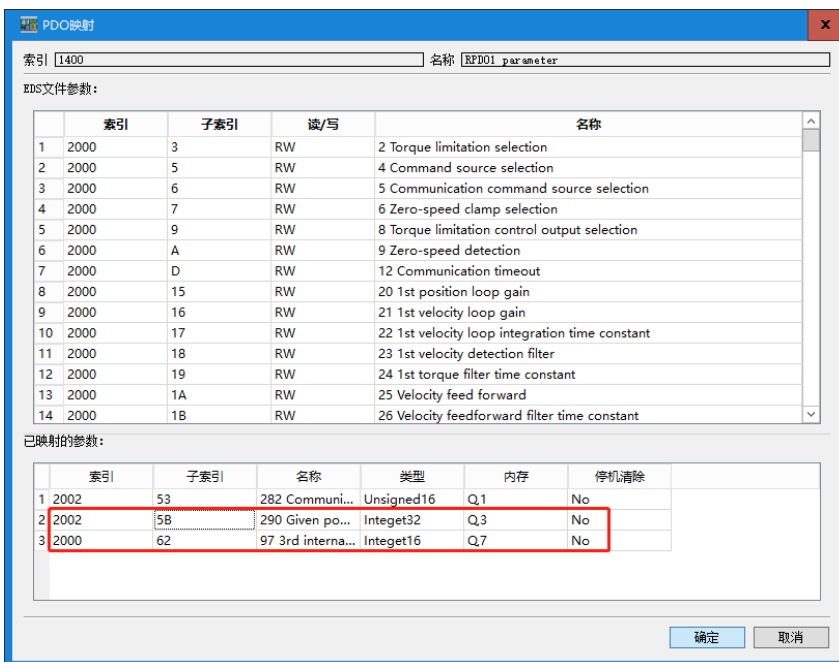 PDO映射
x
索引 1400 名称 RPDO1 parameter
EDS文件参数:
索引 子索引 读/写 名称
1 2000 3 RW 2 Torque limitation selection
2 2000 5 RW 4 Command source selection
3 2000 6 RW 5 Communication command source selection
4 2000 7 RW 6 Zero-speed clamp selection
5 2000 9 RW 8 Torque limitation control output selection
6 2000 A RW 9 Zero-speed detection
7 2000 D RW 12 Communication timeout
8 2000 15 RW 20 1st position loop gain
9 2000 16 RW 21 1st velocity loop gain
10 2000 17 RW 22 1st velocity loop integration time constant
11 2000 18 RW 23 1st velocity detection filter
12 2000 19 RW 24 1st torque filter time constant
13 2000 1A RW 25 Velocity feed forward
14 2000 1B RW 26 Velocity feedforward filter time constant
已映射的参数:
索引 子索引 名称 类型 内存 停机清除
1 2002 53 282 Communi... Unsigned16 Q,1 No
2 2002 5B 290 Given po... Integet32 Q,3 No
3 2000 62 97 3rd interna... Integet16 Q,7 No
确定 取消